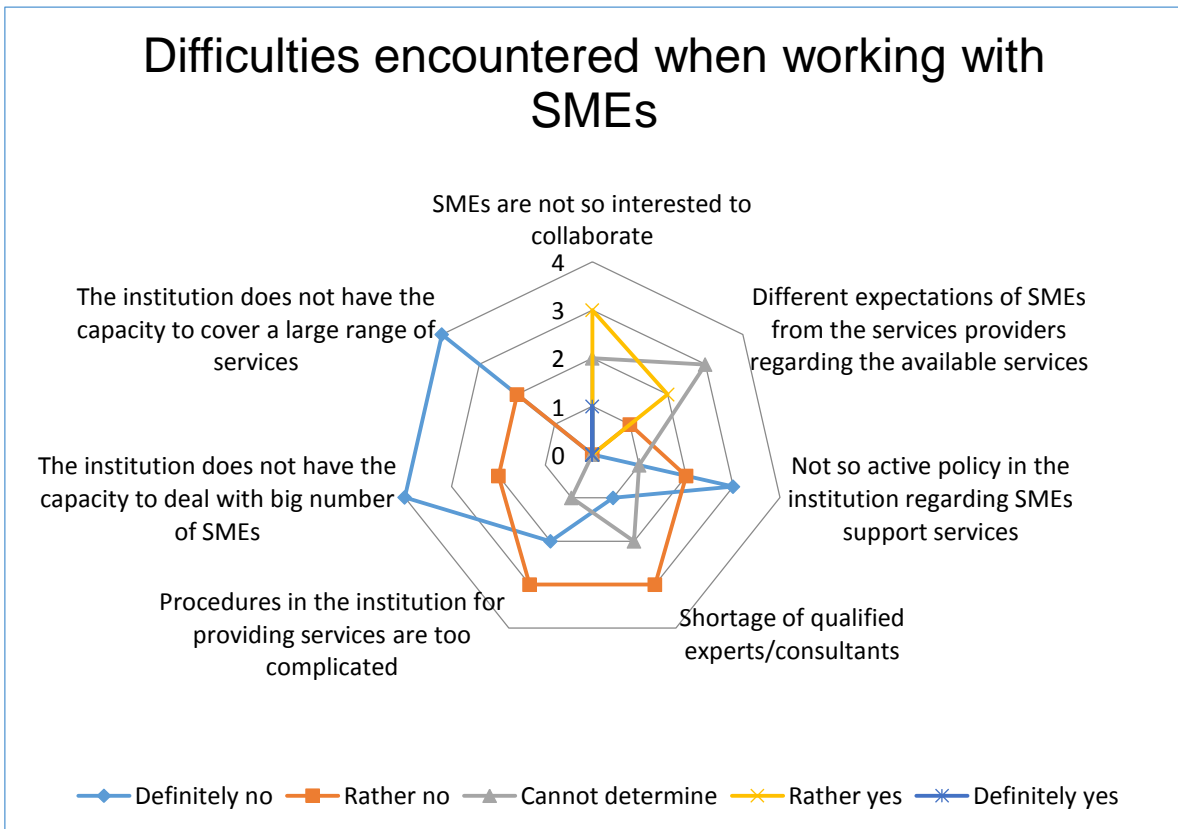 Difficulties encountered when working with
SMEs
SMEs are not so interested to
collaborate
Different expectations of SMEs
from the services providers
regarding the available services
Not so active policy in the
institution regarding SMEs
support services
Shortage of qualified
experts/consultants
Procedures in the institution for
providing services are too
complicated
The institution does not have the
capacity to deal with big number
of SMEs
The institution does not have the
capacity to cover a large range of
services
4
3
2
1
0
Definitely no
Rather no
Cannot determine
Rather yes
Definitely yes